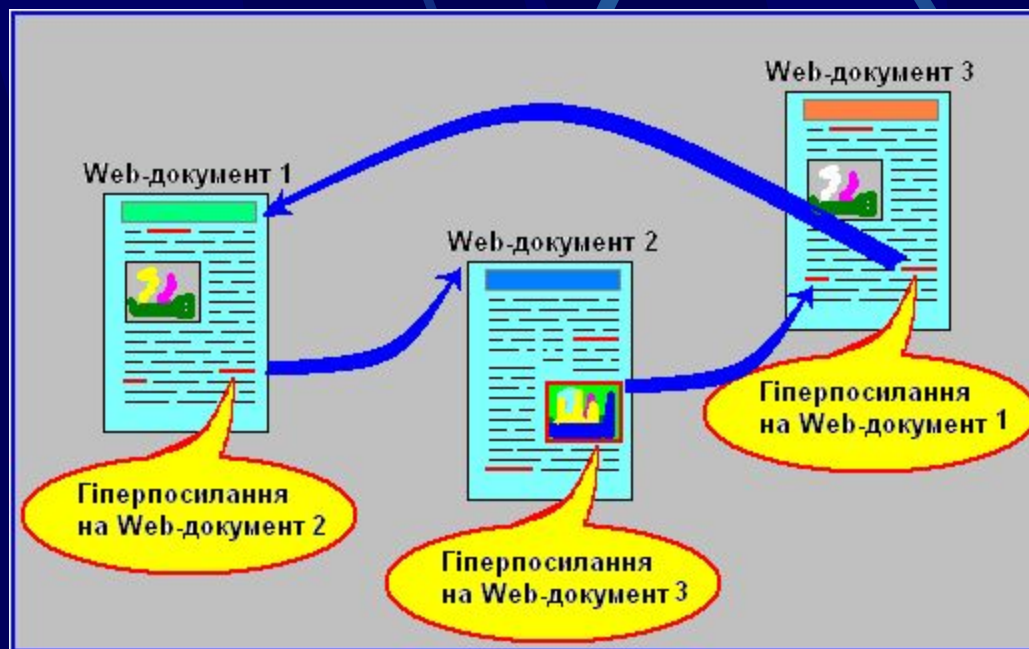 Web-документ 3
Web-документ 1
Web-документ 2
Гіперпосилання
на Web-документ 1
Гіперпосилання
на Web-документ 2
Гіперпосилання
на Web-документ 3